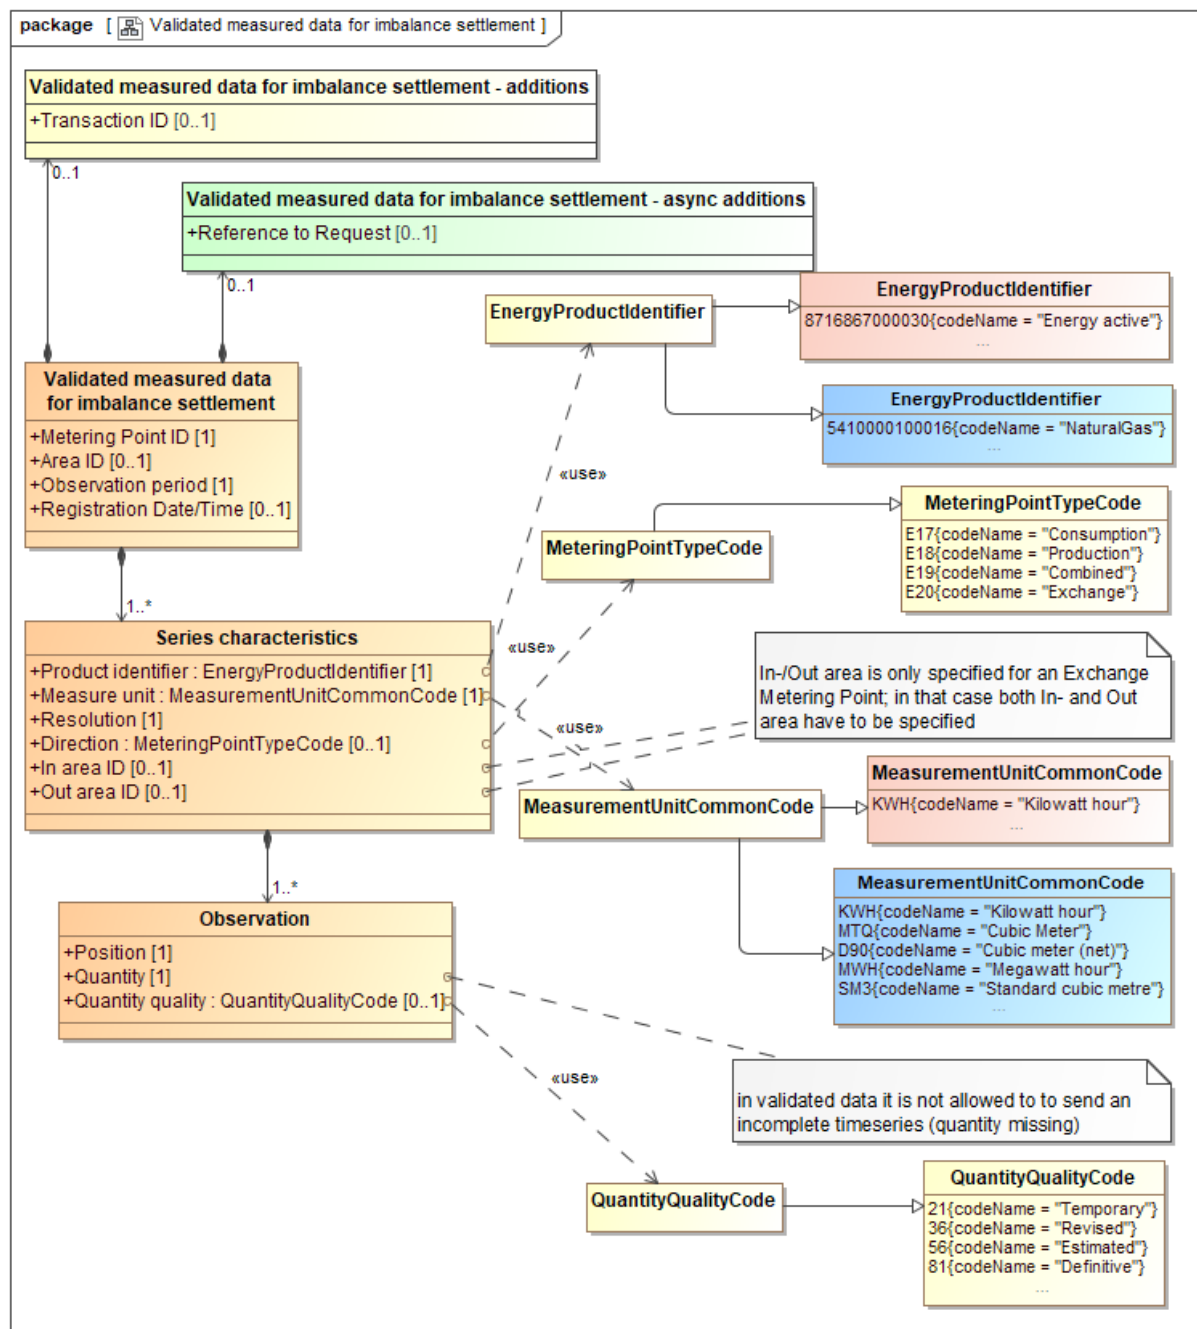 package [ Validated measured data for imbalance settlement ]
Validated measured data for imbalance settlement - additions
+Transaction ID [0..1]
0..1
Validated measured data for imbalance settlement - async additions
+Reference to Request [0..1]
0..1
Validated measured data
for imbalance settlement
+Metering Point ID [1]
+Area ID [0..1]
+Observation period [1]
+Registration Date/Time [0..1]
1..*
Series characteristics
+Product identifier : EnergyProductIdentifier [1]
+Measure unit : MeasurementUnitCommonCode [1]
+Resolution [1]
+Direction : MeteringPointTypeCode [0..1]
+In area ID [0..1]
+Out area ID [0..1]
1..*
Observation
+Position [1]
+Quantity [1]
+Quantity quality : QuantityQualityCode [0..1]
EnergyProductIdentifier
EnergyProductIdentifier
8716867000030{codeName = "Energy active"}
...
EnergyProductIdentifier
5410000100016{codeName = "NaturalGas"}
...
«use»
MeteringPointTypeCode
MeteringPointTypeCode
E17{codeName = "Consumption"}
E18{codeName = "Production"}
E19{codeName = "Combined"}
E20{codeName = "Exchange"}
«use»
In-/Out area is only specified for an Exchange
Metering Point; in that case both In- and Out
area have to be specified
«use»
MeasurementUnitCommonCode
MeasurementUnitCommonCode
KWH{codeName = "Kilowatt hour"}
...
MeasurementUnitCommonCode
KWH{codeName = "Kilowatt hour"}
MTQ{codeName = "Cubic Meter"}
D90{codeName = "Cubic meter (net)"}
MWH{codeName = "Megawatt hour"}
SM3{codeName = "Standard cubic metre"}
...
in validated data it is not allowed to to send an
incomplete timeseries (quantity missing)
«use»
QuantityQualityCode
QuantityQualityCode
21{codeName = "Temporary"}
36{codeName = "Revised"}
56{codeName = "Estimated"}
81{codeName = "Definitive"}
...